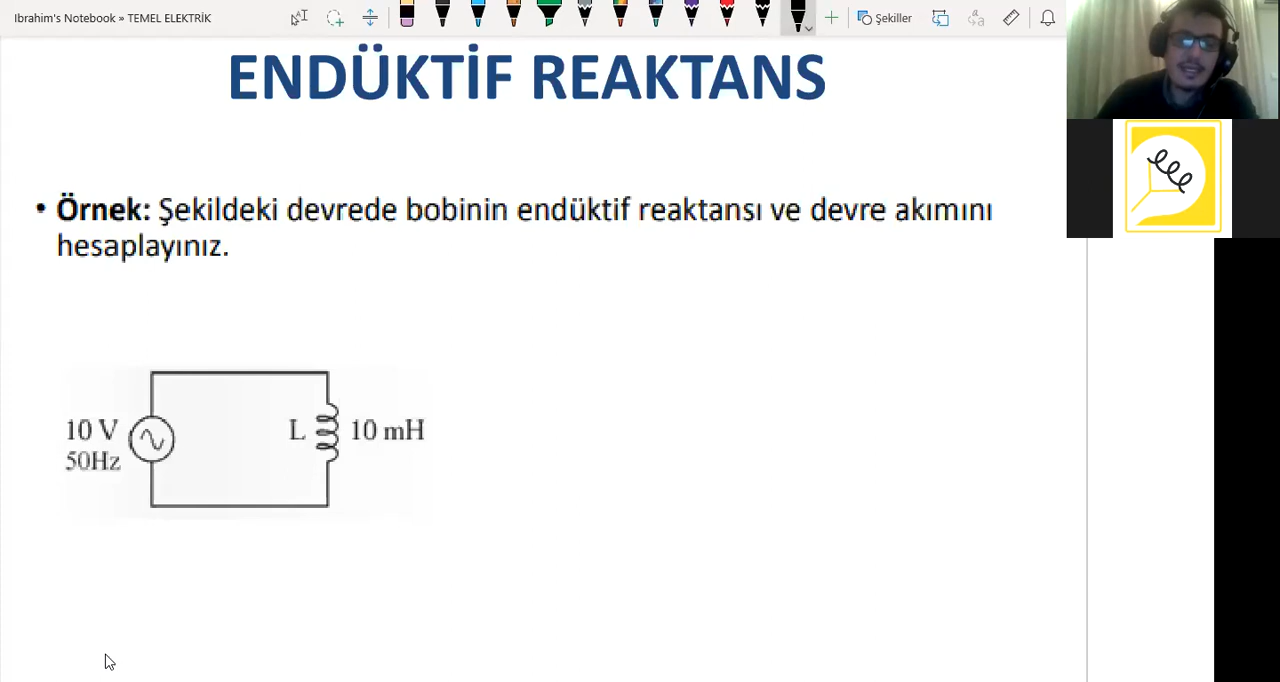 Ibrahim's Notebook » TEMEL ELEKTRİK
Şekiller
ENDÜKTİF REAKTANS
• Örnek: Şekildeki devrede bobinin endüktif reaktansı ve devre akımını
hesaplayınız.
10 V
50Hz
L
10 mH